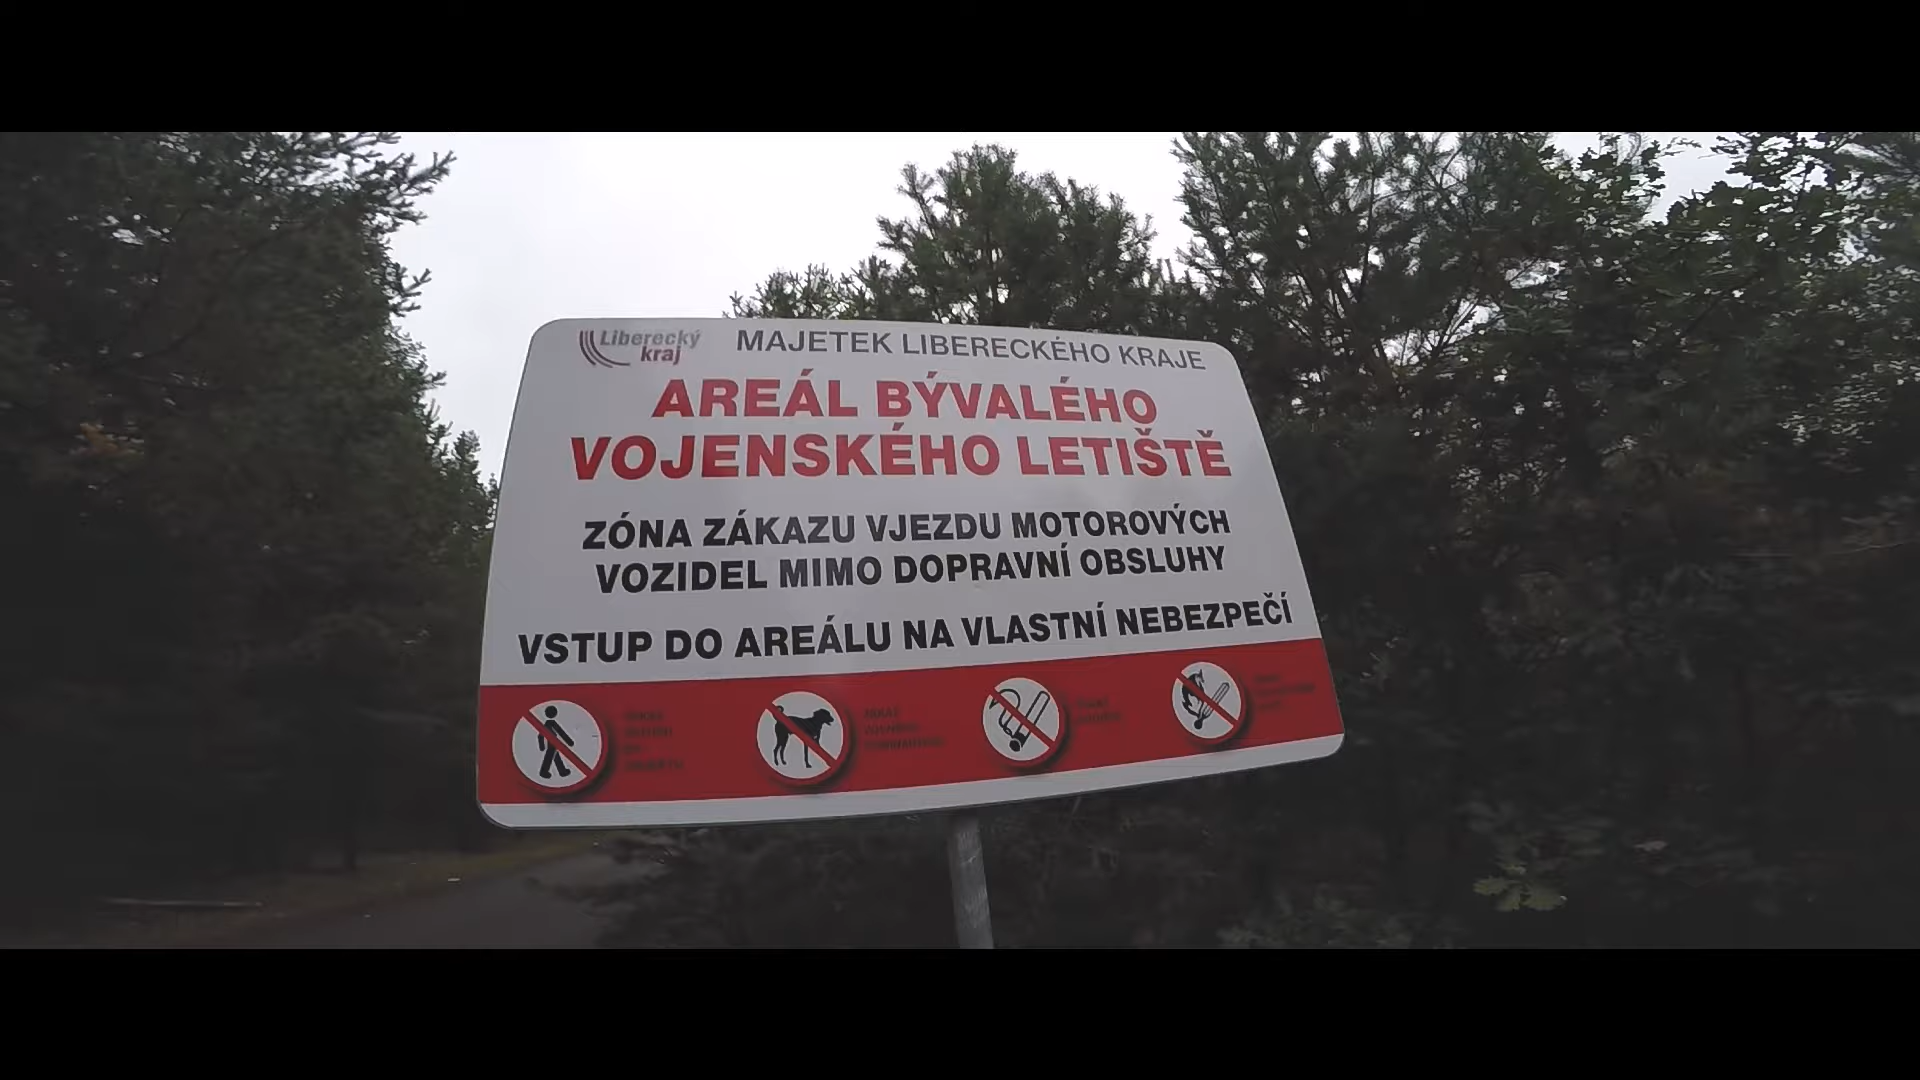 Liberecký
kraj
MAJETEK LIBERECKÉHO KRAJE
AREÁL BÝVALÉHO
VOJENSKÉHO LETIŠTĚ
ZÓNA ZÁKAZU VJEZDU MOTOROVÝCH
VOZIDEL MIMO DOPRAVNÍ OBSLUHY
VSTUP DO AREÁLU NA VLASTNÍ NEBEZPEČÍ